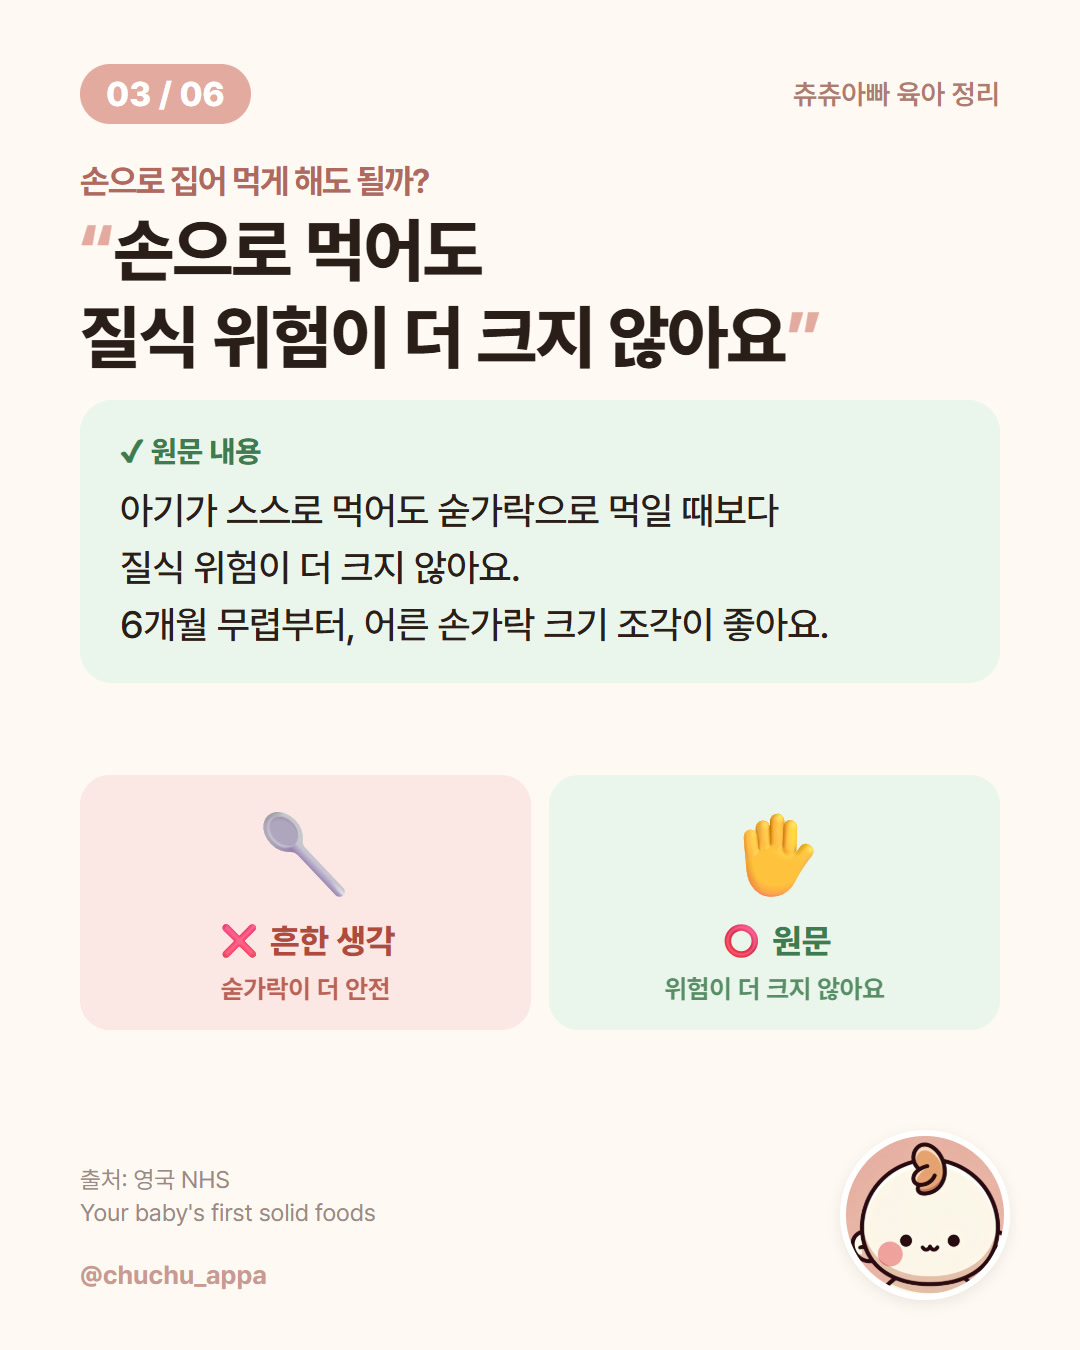 03 / 06
츄츄아빠 육아 정리
손으로 집어 먹게 해도 될까?
“손으로 먹어도
질식 위험이 더 크지 않아요”
✔ 원문 내용
아기가 스스로 먹어도 숟가락으로 먹일 때보다
질식 위험이 더 크지 않아요.
6개월 무렵부터, 어른 손가락 크기 조각이 좋아요.
❌ 흔한 생각
숟가락이 더 안전
⭕ 원문
위험이 더 크지 않아요
출처: 영국 NHS
Your baby's first solid foods
@chuchu_appa